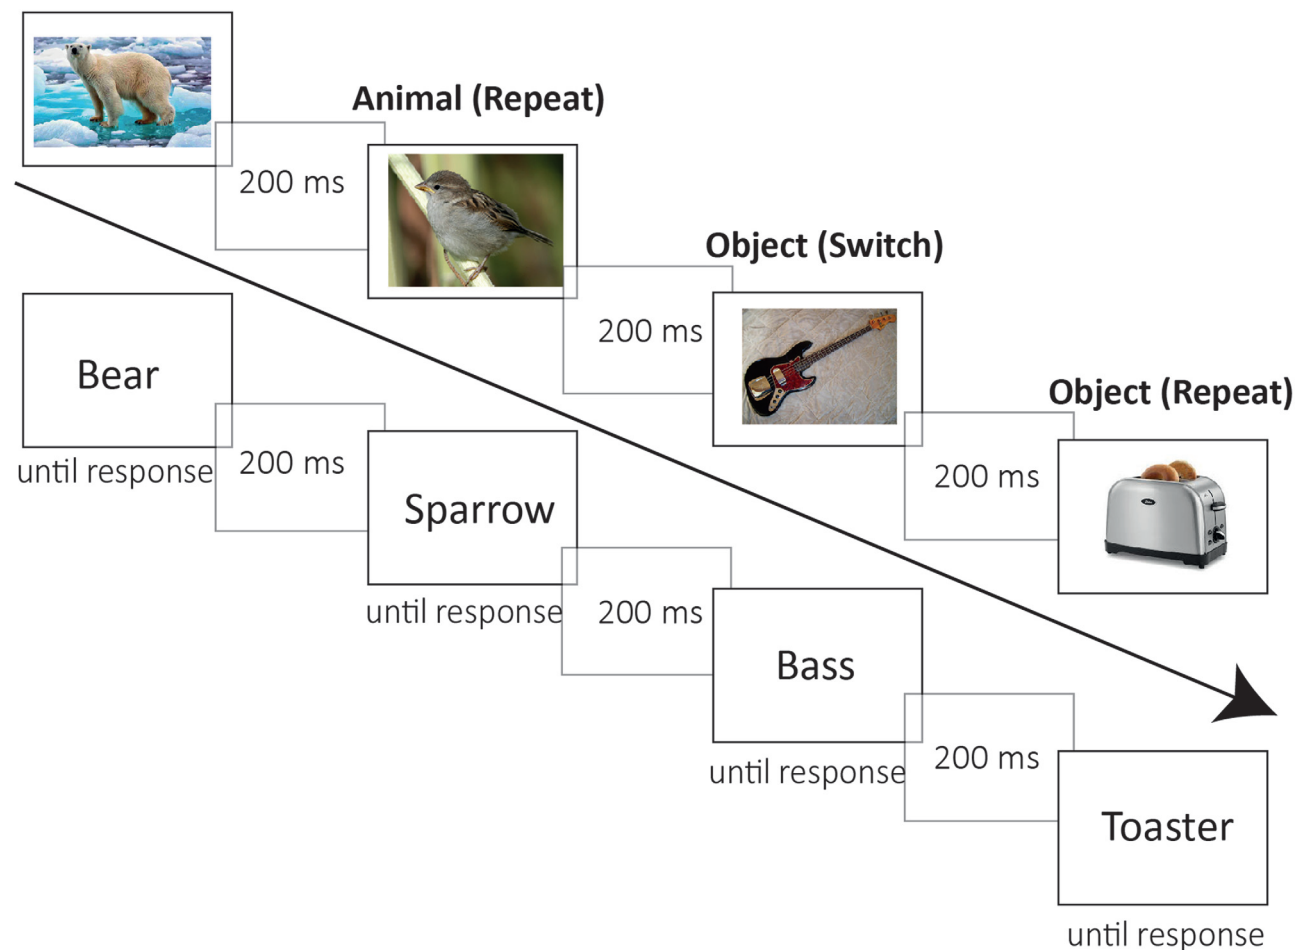 Animal (Repeat)
200 ms
Object (Switch)
200 ms
Object (Repeat)
200 ms
Bear
until response
200 ms
Sparrow
until response
200 ms
Bass
until response
200 ms
Toaster
until response